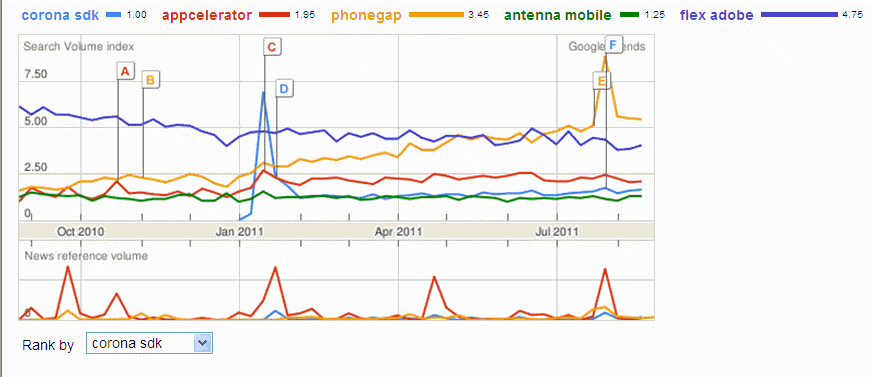 corona sdk 1.00 appcelerator 1.95 phonegap 3.45 antenna mobile 1.25 flex adobe 4.75
Search Volume index Google
F
C
A
B
E
D
7.50
5.00
2.50
0
Oct 2010 Jan 2011 Apr 2011 Jul 2011
News reference volume
0
Rank by corona sdk